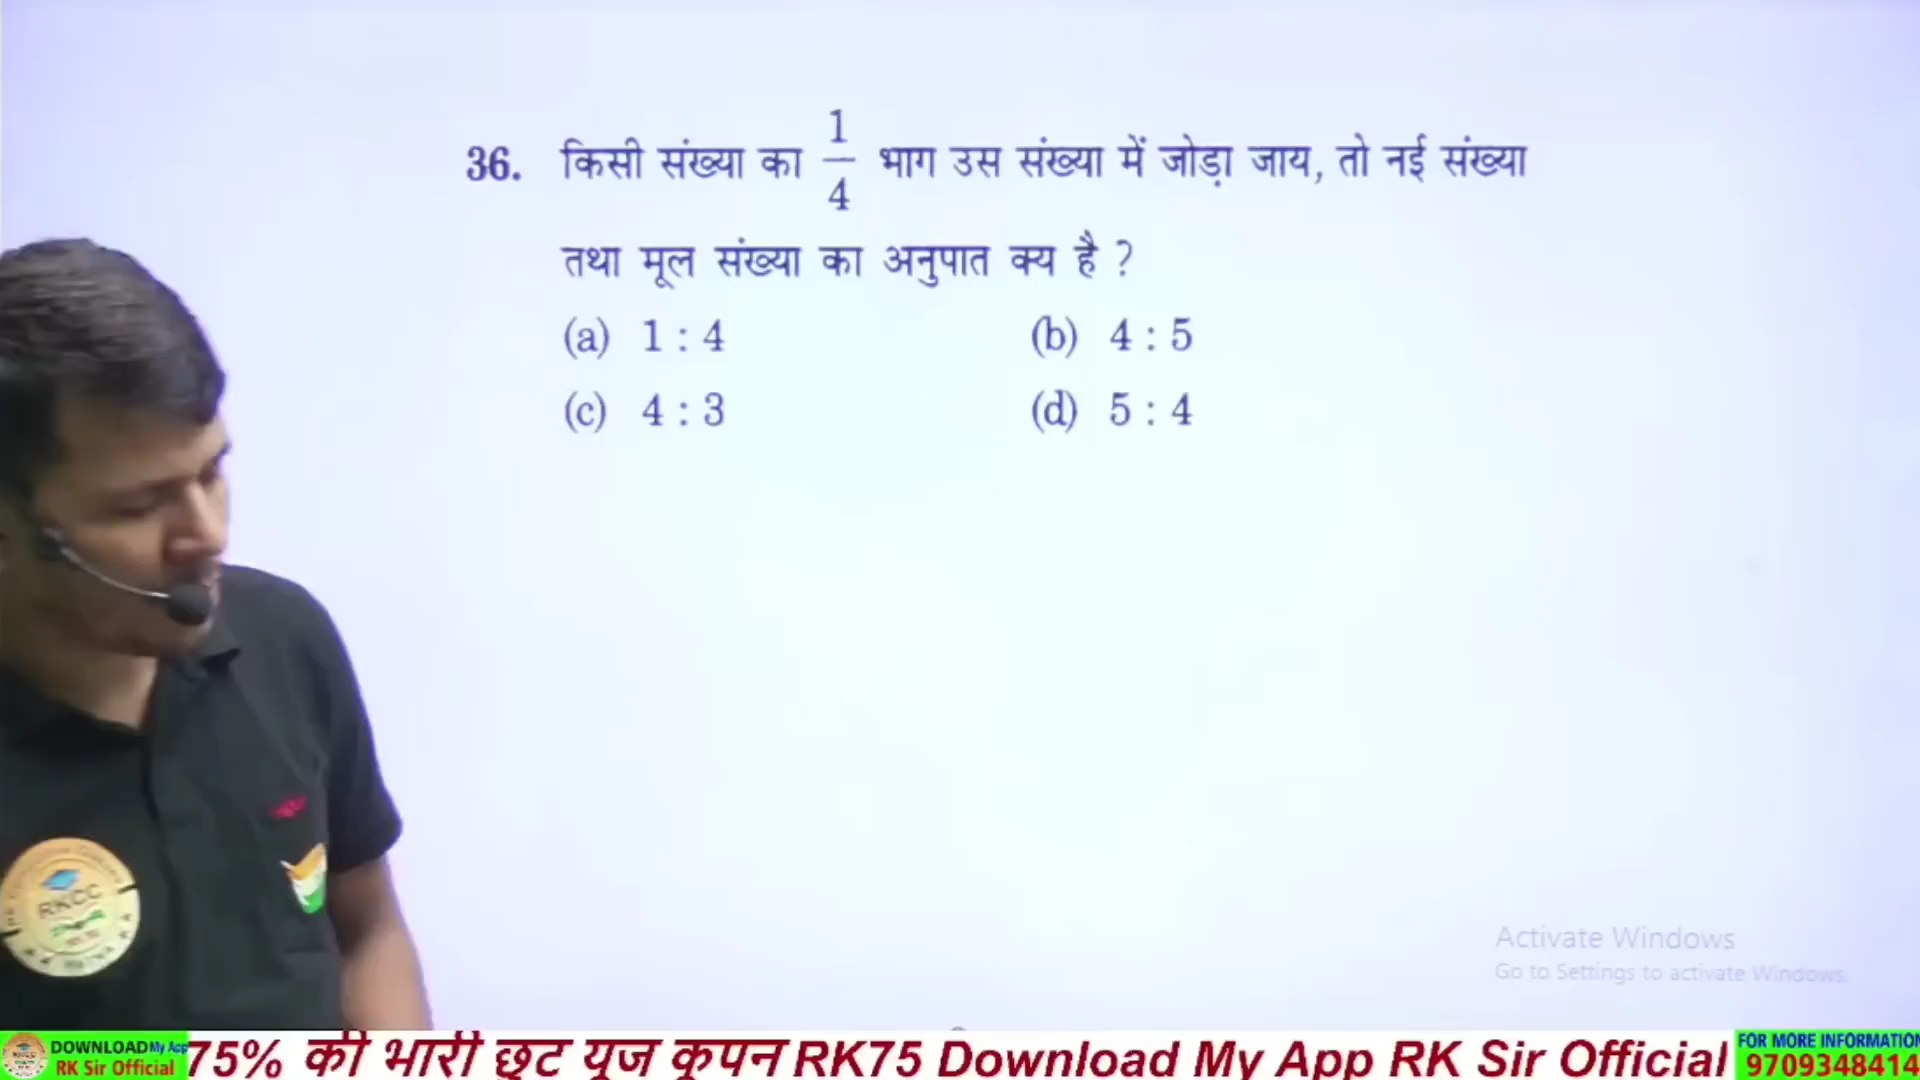 36. किसी संख्या का 1/4 भाग उस संख्या में जोड़ा जाय, तो नई संख्या
तथा मूल संख्या का अनुपात क्य है ?
(a) 1 : 4 (b) 4 : 5
(c) 4 : 3 (d) 5 : 4
RKCC
Activate Windows
Go to Settings to activate Windows.
DOWNLOAD My App
RK Sir Official
75% की भारी छुट यूज कूपन RK75 Download My App RK Sir Official
FOR MORE INFORMATION
9709348414